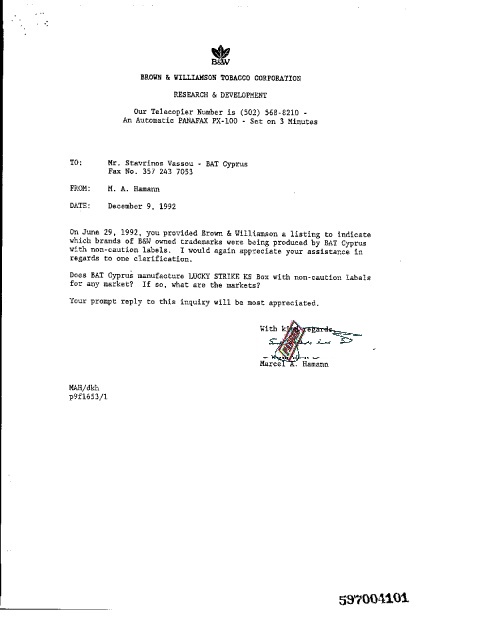 B&W
BROWN & WILLIAMSON TOBACCO CORPORATION
RESEARCH & DEVELOPMENT
Our Telecopier Number is (502) 568-8210 -
An Automatic PANAFAX PX-100 - Set on 3 Minutes
TO: Mr. Stavrinos Vassou - BAT Cyprus
Fax No. 357 243 7053
FROM: M. A. Hamann
DATE: December 9, 1992
On June 29, 1992, you provided Brown & Williamson a listing to indicate
which brands of B&W owned trademarks were being produced by BAT Cyprus
with non-caution labels. I would again appreciate your assistance in
regards to one clarification.
Does BAT Cyprus manufacture LUCKY STRIKE KS Box with non-caution labels
for any market? If so, what are the markets?
Your prompt reply to this inquiry will be most appreciated.
With kind regards,
Marcel A. Hamann
MAH/dkh
p9f1653/1
597004101